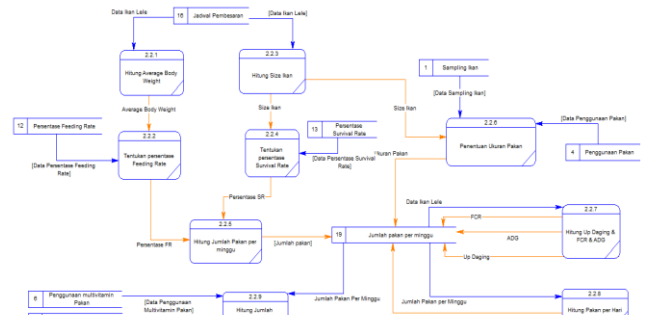 Data Ikan Lele
16 Jadwal Pembesaran
[Data Ikan Lele]
2.2.1
Hitung Average Body
Weight
2.2.3
Hitung Size Ikan
1 Sampling Ikan
[Data Sampling Ikan]
Average Body Weight
Size Ikan
Size Ikan
12 Persentase Feeding Rate
[Data Persentase Feeding
Rate]
2.2.2
Tentukan persentase
Feeding Rate
2.2.4
Tentukan
persentase
Survival Rate
13 Persentase
Survival Rate
[Data Persentase Survival
Rate]
2.2.6
Penentuan Ukuran Pakan
[Data Penggunaan Pakan]
4 Penggunaan Pakan
Ukuran Pakan
Persentase SR
Persentase FR
2.2.5
Hitung Jumlah Pakan per
minggu
[Jumlah pakan]
19 Jumlah pakan per minggu
Data Ikan Lele
FCR
ADG
Up Daging
2.2.7
Hitung Up Daging &
FCR & ADG
6 Penggunaan multivitamin
Pakan
[Data Penggunaan
Multivitamin Pakan]
2.2.9
Hitung Jumlah
Jumlah Pakan Per Minggu
Jumlah Pakan per Minggu
2.2.8
Hitung Pakan per Hari